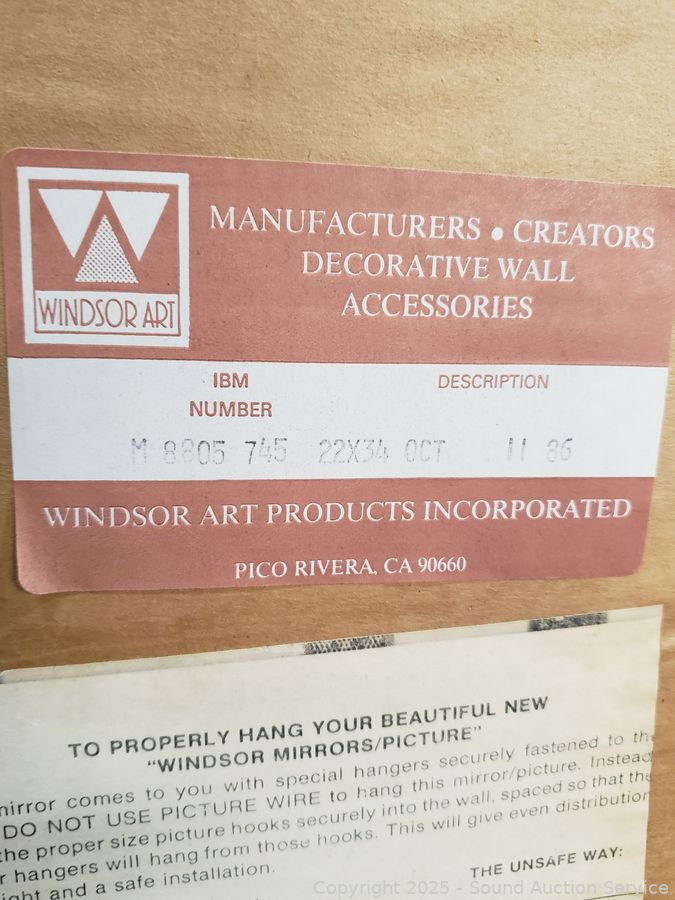 WINDSOR ART
MANUFACTURERS • CREATORS
DECORATIVE WALL
ACCESSORIES
IBM
NUMBER
DESCRIPTION
M 8805 745 22X34 OCT 11 86
WINDSOR ART PRODUCTS INCORPORATED
PICO RIVERA, CA 90660
TO PROPERLY HANG YOUR BEAUTIFUL NEW
"WINDSOR MIRRORS/PICTURE"
mirror comes to you with special hangers securely fastened to the
DO NOT USE PICTURE WIRE to hang this mirror/picture. Instead
the proper size picture hooks securely into the wall, spaced so that the
r hangers will hang from those hooks. This will give even distribution
ight and a safe installation.
THE UNSAFE WAY:
Copyright 2025 - Sound Auction Service